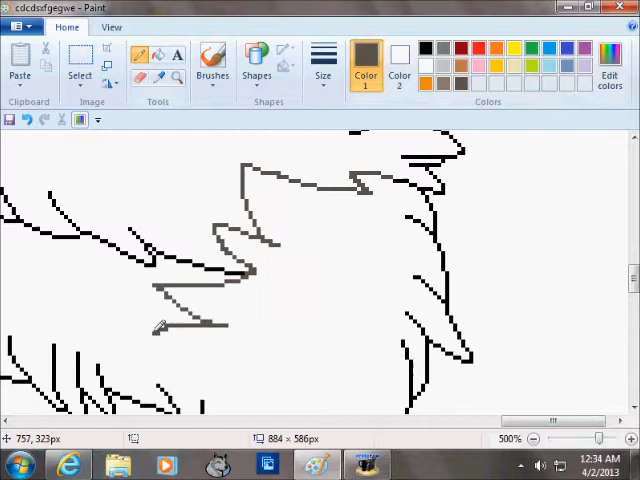 cdcdsxfgegwe - Paint
Home View
Paste Select Brushes Shapes Size Color 1 Color 2 Edit colors
Clipboard Image Tools Shapes Colors
757, 323px 884 × 586px 500%
12:34 AM
4/2/2013